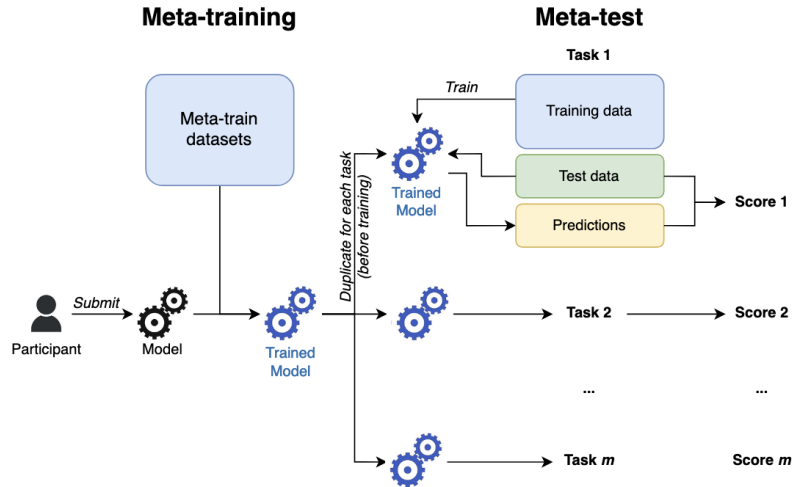 Meta-training
Meta-test
Task 1
Meta-train
datasets
Train
Training data
Trained
Model
Test data
Predictions
Score 1
Duplicate for each task
(before training)
Submit
Participant
Model
Trained
Model
Task 2
Score 2
...
...
Task m
Score m